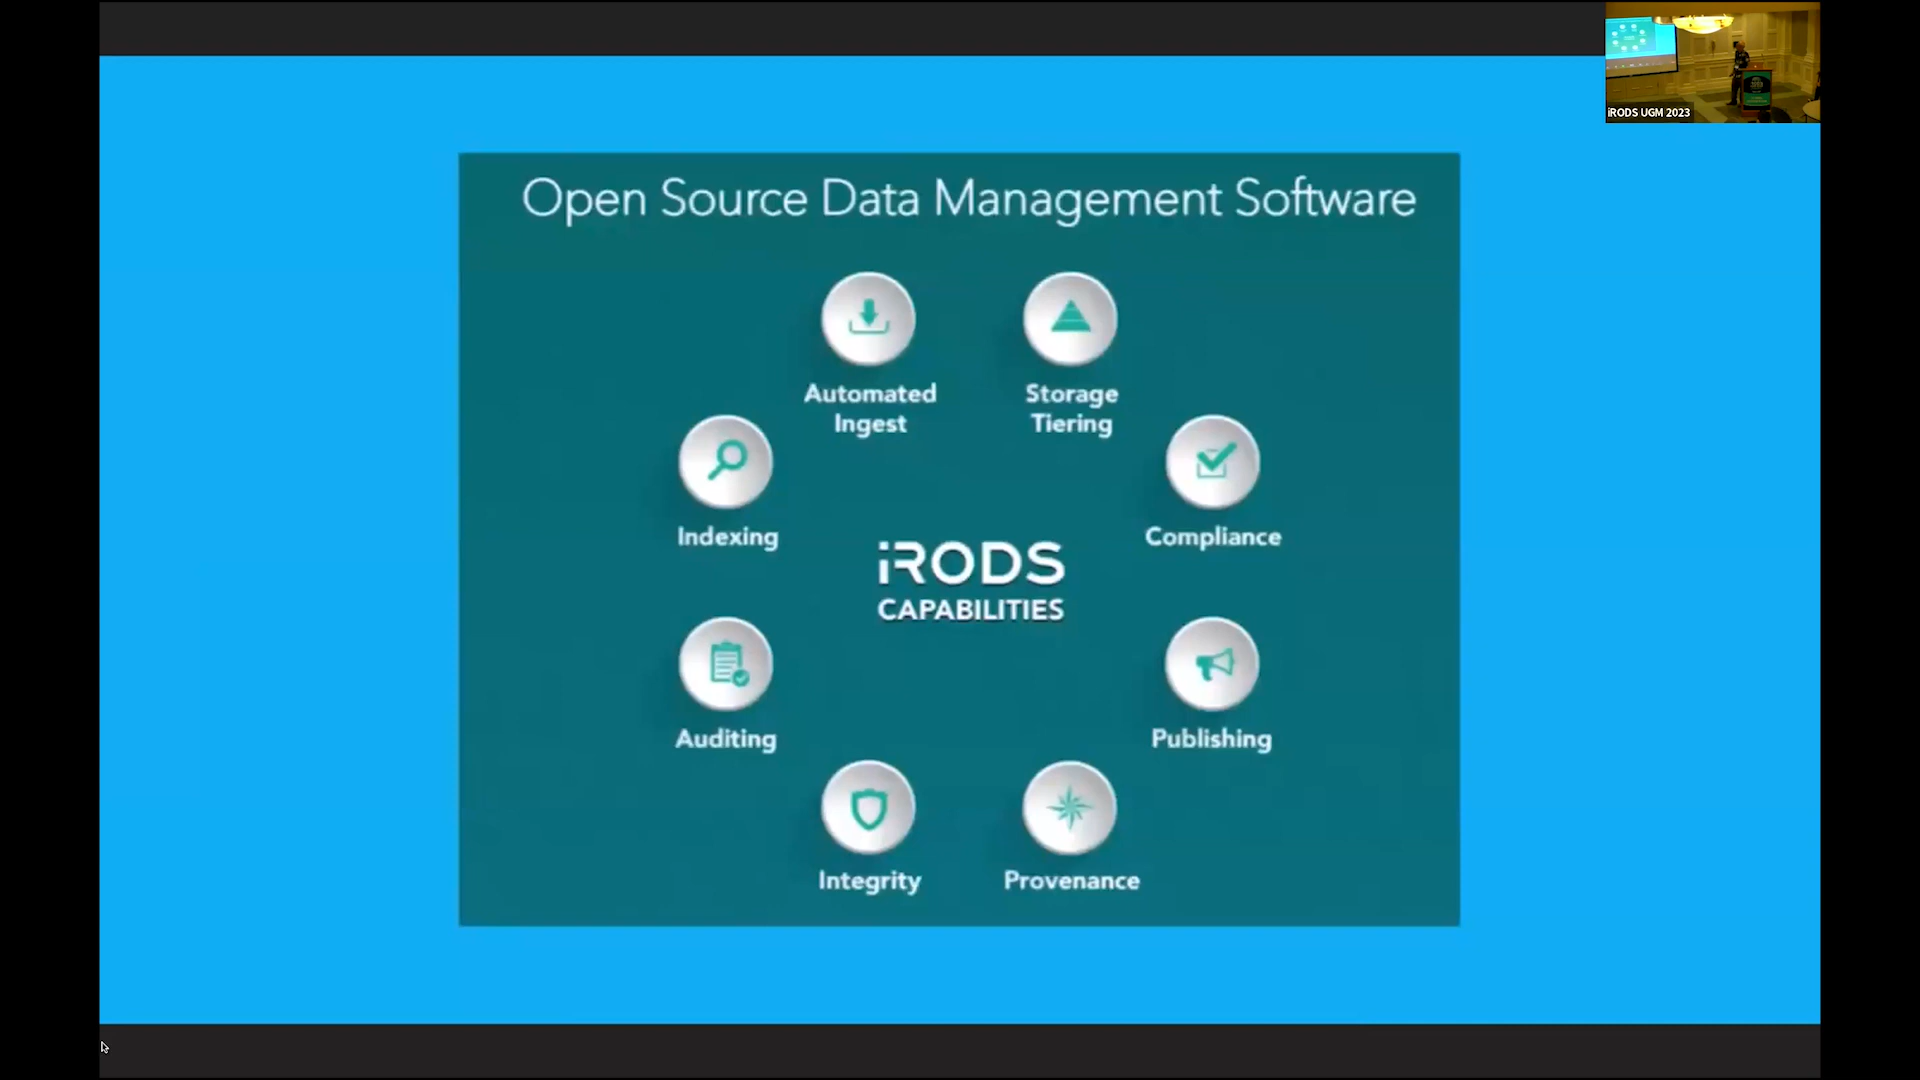 iRODS UGM 2023
Open Source Data Management Software
Automated
Ingest
Storage
Tiering
Indexing
Compliance
iRODS
CAPABILITIES
Auditing
Publishing
Integrity
Provenance